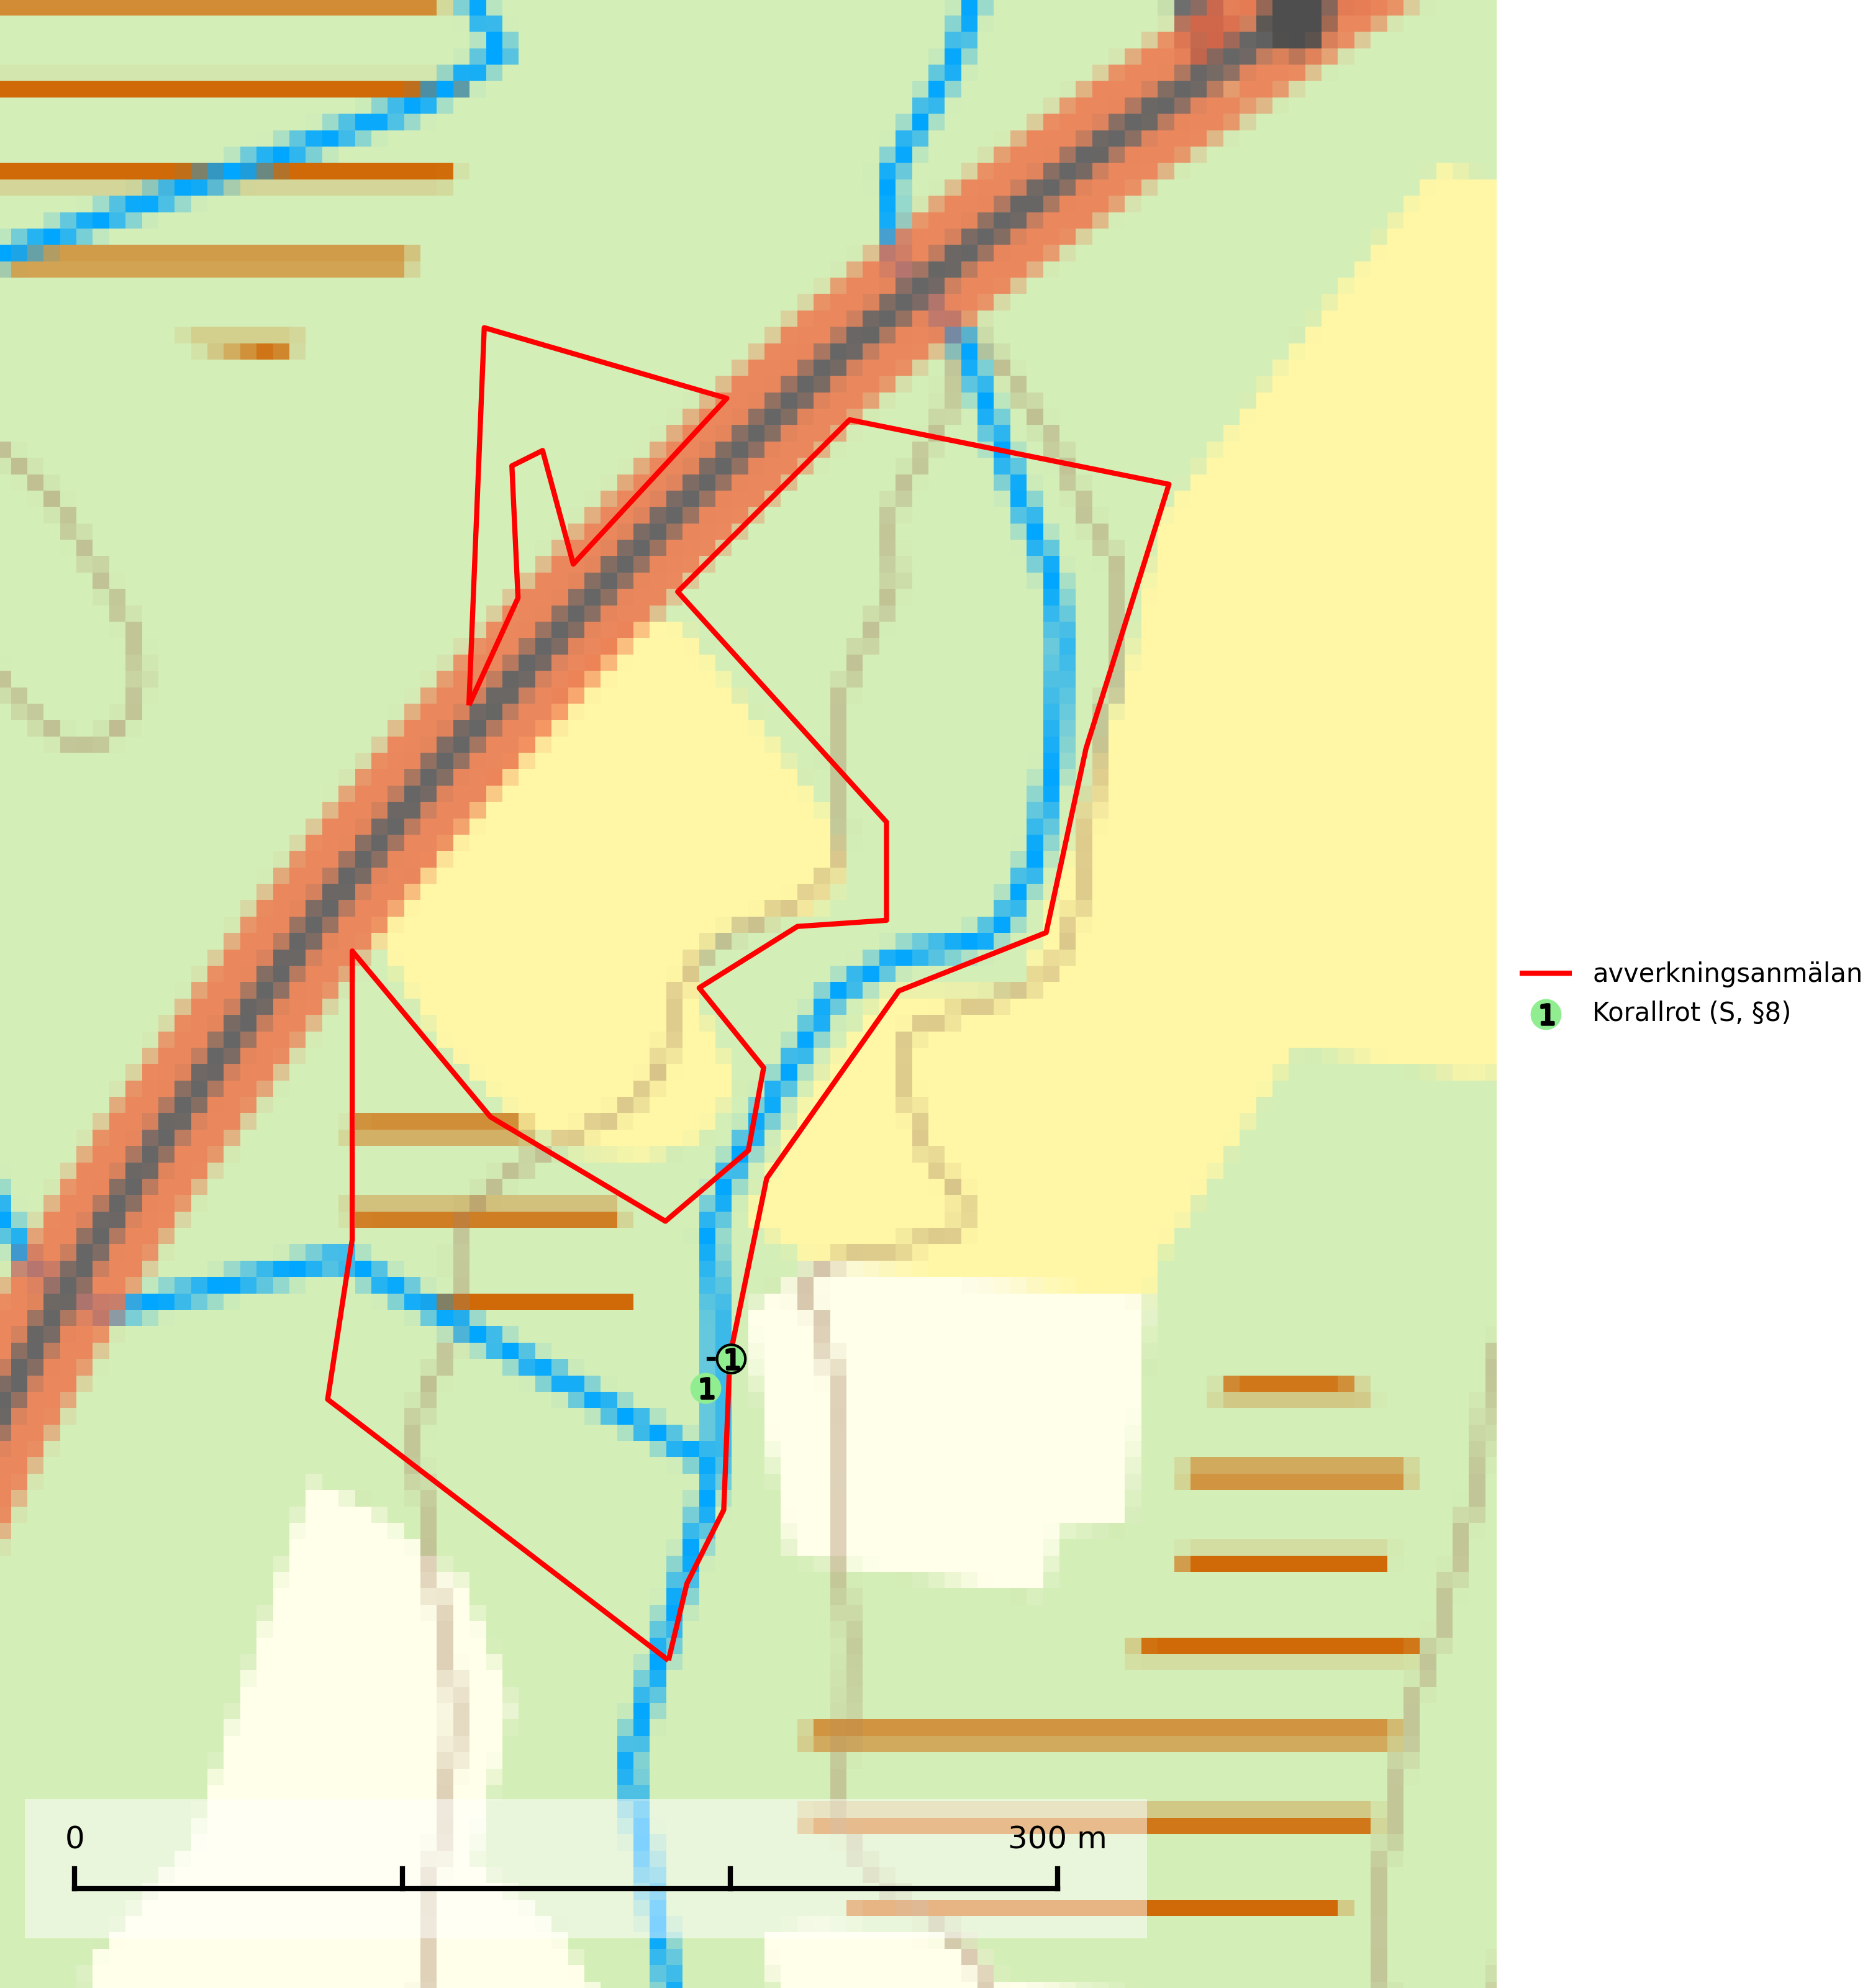 avverkningsanmälan
1 Korallrot (S, §8)
-1
1
0 300 m